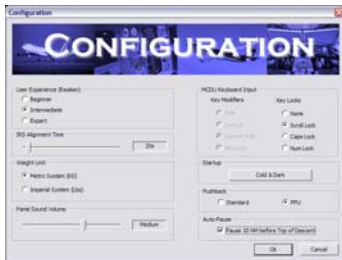 Configuration
CONFIGURATION
User Experience (Realism)
Beginner
Intermediate
Expert
IRS Alignment Time
30s
Weight Unit
Metric System (KG)
Imperial System (Lbs)
Panel Sound Volume
Medium
MCDU Keyboard Input
Key Modifiers
Key Locks
None
Scroll Lock
Caps Lock
Num Lock
Startup
Cold & Dark
Pushback
Standard
PPU
Auto-Pause
Pause 20 NM before Top of Descent
Ok
Cancel